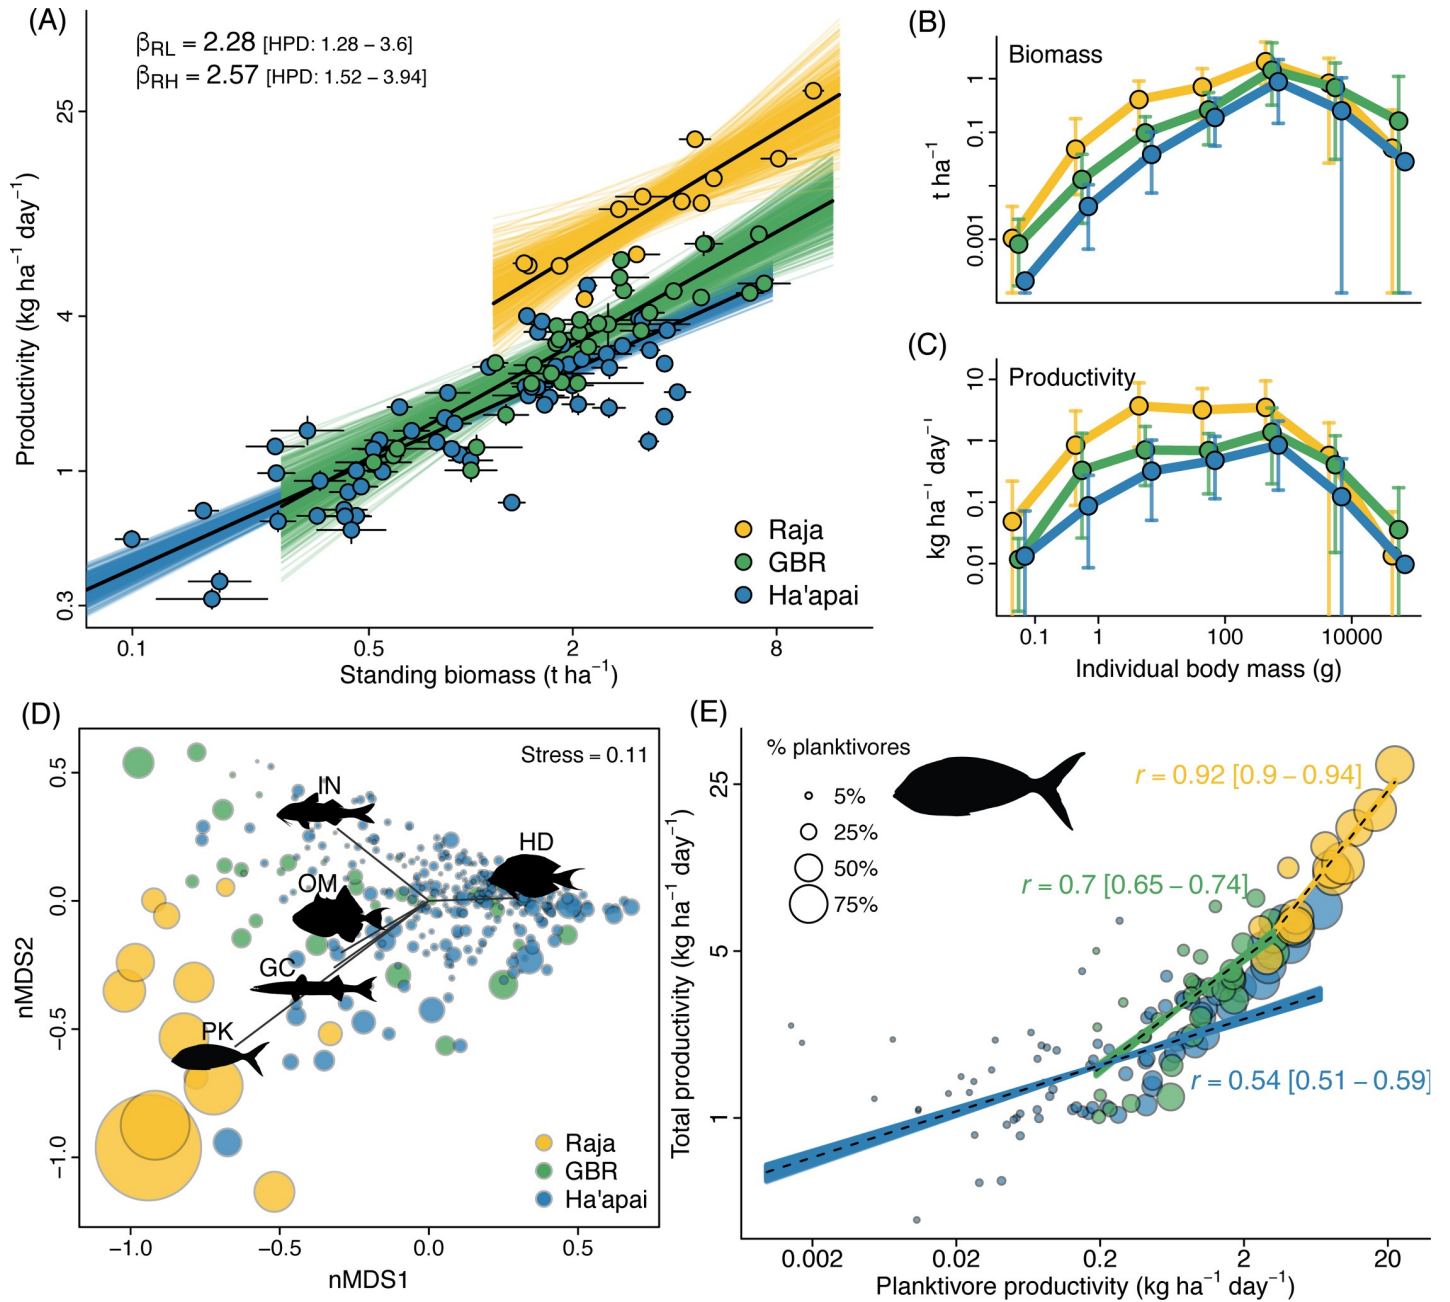 (A)
βRL = 2.28 [HPD: 1.28 – 3.6]
βRH = 2.57 [HPD: 1.52 – 3.94]
Productivity (kg ha−1 day−1)
25
4
1
0.3
Raja
GBR
Ha'apai
0.1 0.5 2 8
Standing biomass (t ha−1)
(B)
Biomass
t ha−1
1
0.1
0.001
(C)
Productivity
kg ha−1 day−1
10
1
0.1
0.01
0.1 1 100 10000
Individual body mass (g)
(D)
Stress = 0.11
nMDS2
0.5
0.0
−0.5
−1.0
IN
HD
OM
GC
PK
Raja
GBR
Ha'apai
−1.0 −0.5 0.0 0.5
nMDS1
(E)
% planktivores
5%
25%
50%
75%
r = 0.92 [0.9 – 0.94]
r = 0.7 [0.65 – 0.74]
r = 0.54 [0.51 – 0.59]
Total productivity (kg ha−1 day−1)
25
5
1
0.002 0.02 0.2 2 20
Planktivore productivity (kg ha−1 day−1)